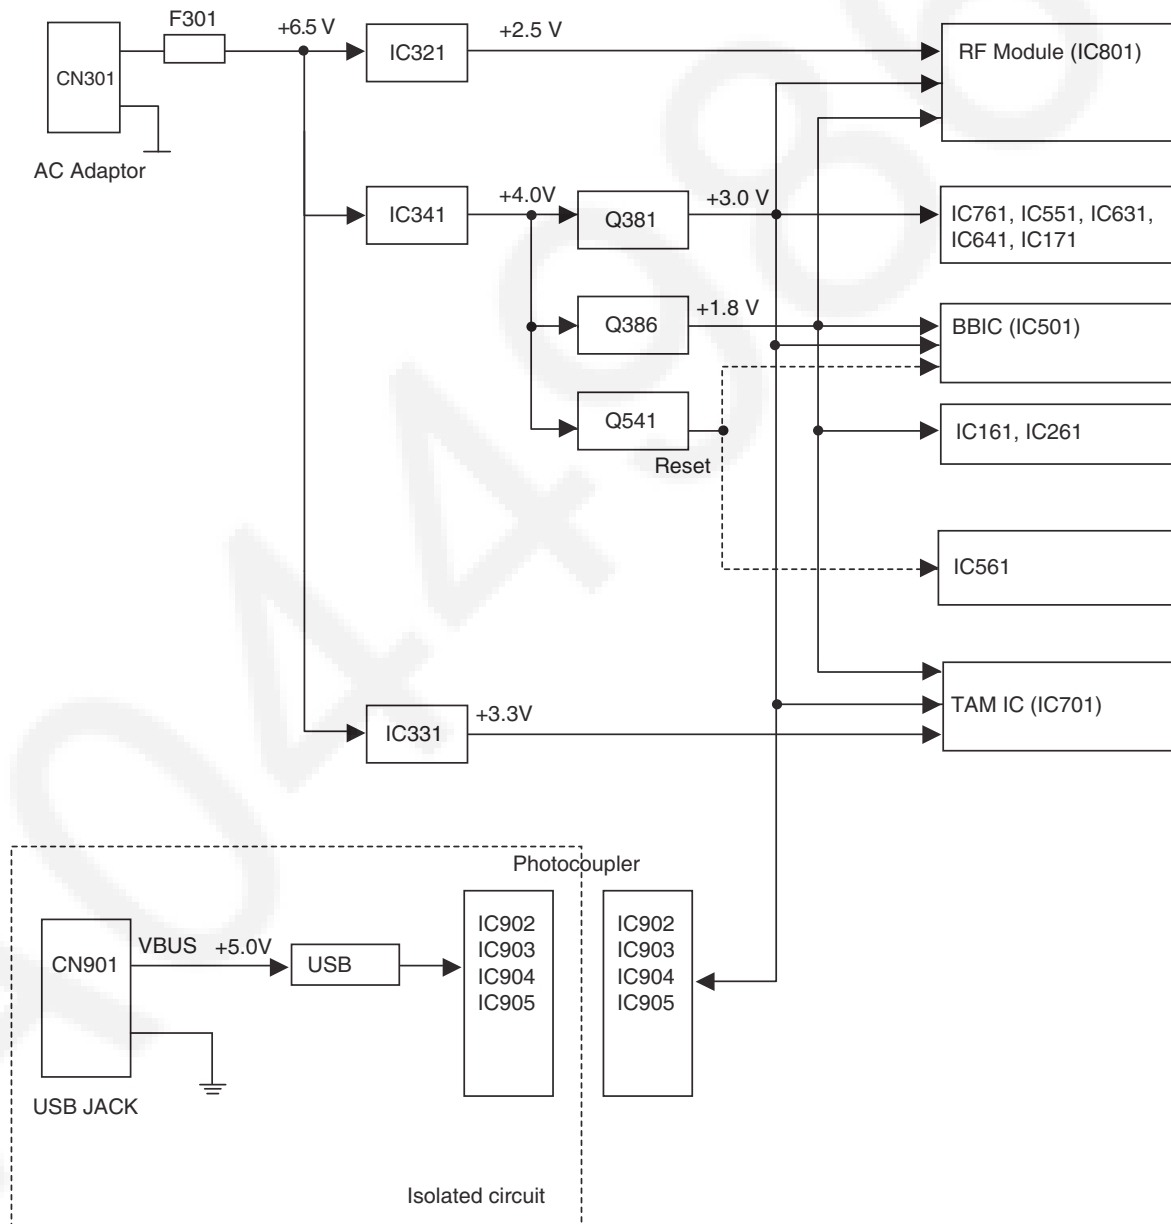 F301
+6.5 V
IC321
+2.5 V
RF Module (IC801)
CN301
AC Adaptor
IC341
+4.0V
Q381
+3.0 V
IC761, IC551, IC631,
IC641, IC171
Q386
+1.8 V
BBIC (IC501)
Q541
Reset
IC161, IC261
IC561
IC331
+3.3V
TAM IC (IC701)
Photocoupler
CN901
VBUS +5.0V
USB
IC902
IC903
IC904
IC905
IC902
IC903
IC904
IC905
USB JACK
Isolated circuit